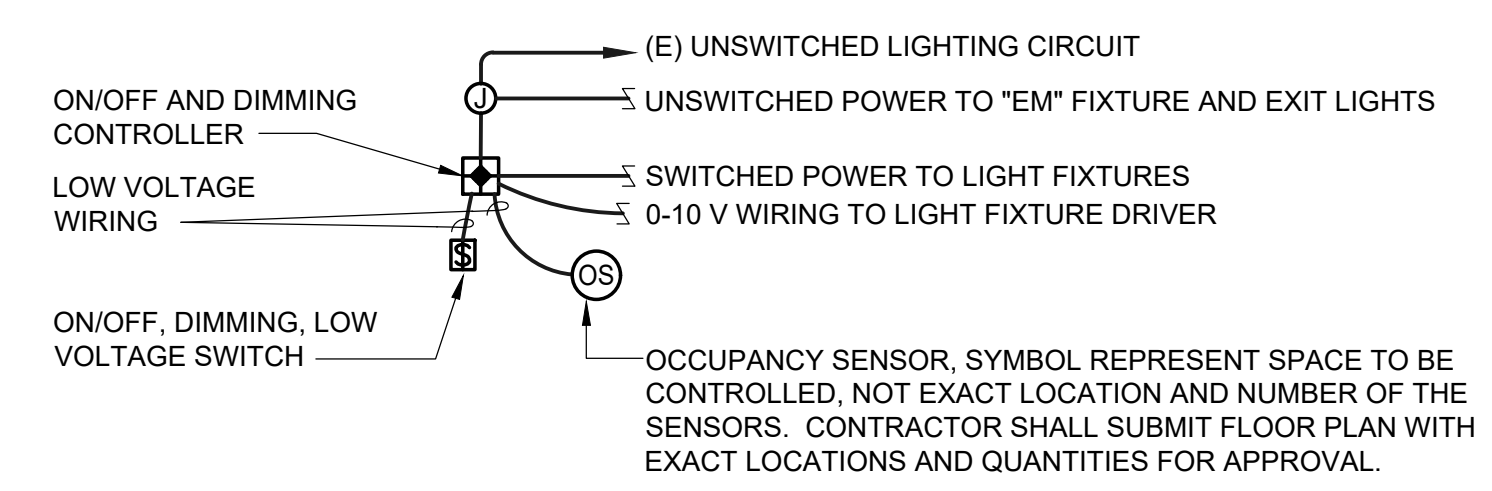 (E) UNSWITCHED LIGHTING CIRCUIT
ON/OFF AND DIMMING
CONTROLLER
J
UNSWITCHED POWER TO "EM" FIXTURE AND EXIT LIGHTS
LOW VOLTAGE
WIRING
SWITCHED POWER TO LIGHT FIXTURES
0-10 V WIRING TO LIGHT FIXTURE DRIVER
$
OS
ON/OFF, DIMMING, LOW
VOLTAGE SWITCH
OCCUPANCY SENSOR, SYMBOL REPRESENT SPACE TO BE
CONTROLLED, NOT EXACT LOCATION AND NUMBER OF THE
SENSORS. CONTRACTOR SHALL SUBMIT FLOOR PLAN WITH
EXACT LOCATIONS AND QUANTITIES FOR APPROVAL.